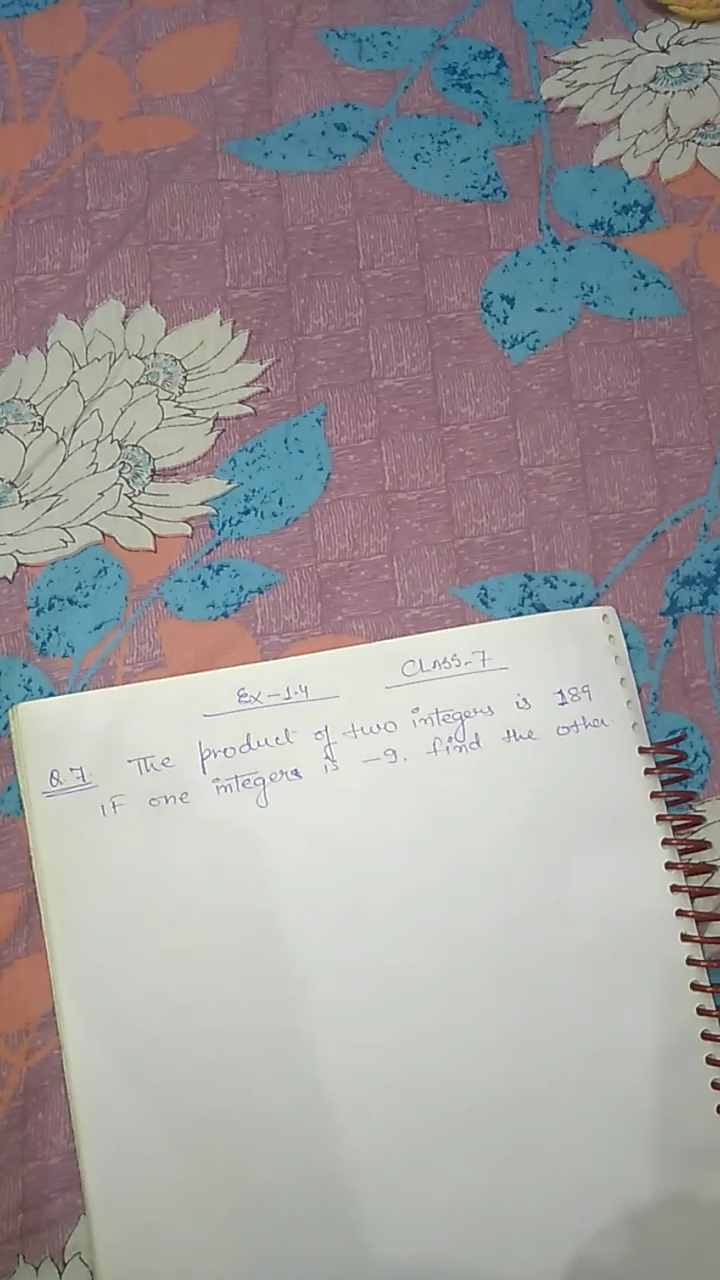 Ex-1.4 CLASS-7
Q.7. The product of two integers is 189
IF one integers is -9. find the other.